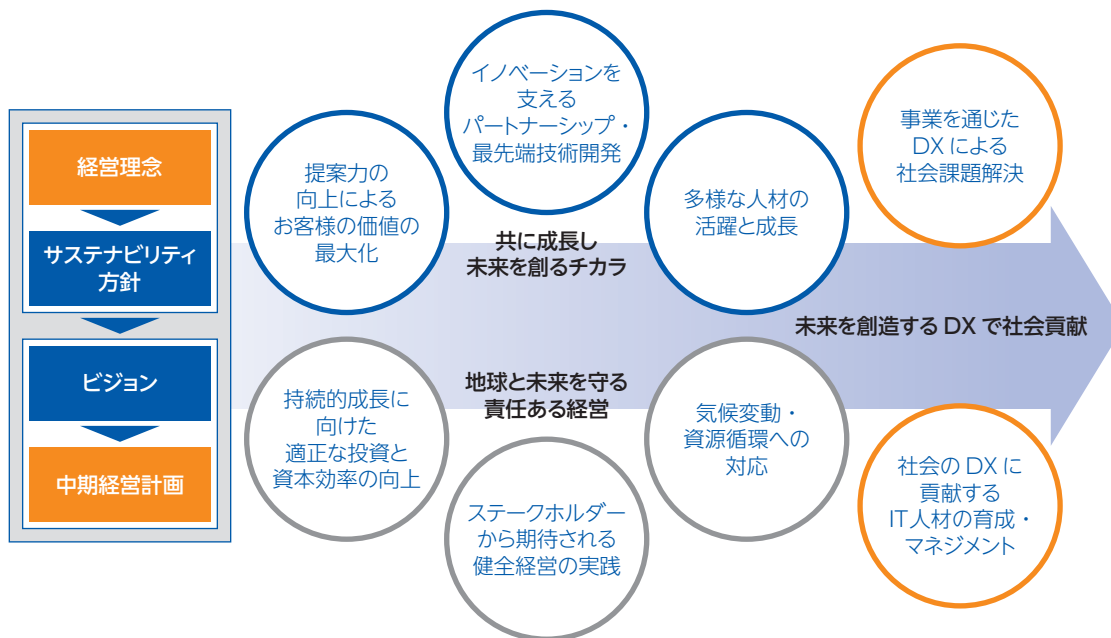 経営理念
サステナビリティ
方針
ビジョン
中期経営計画
提案力の
向上による
お客様の価値の
最大化
イノベーションを
支える
パートナーシップ・
最先端技術開発
多様な人材の
活躍と成長
共に成長し
未来を創るチカラ
持続的成長に
向けた
適正な投資と
資本効率の向上
ステークホルダー
から期待される
健全経営の実践
気候変動・
資源循環への
対応
地球と未来を守る
責任ある経営
事業を通じた
DXによる
社会課題解決
未来を創造するDXで社会貢献
社会のDXに
貢献する
IT人材の育成・
マネジメント